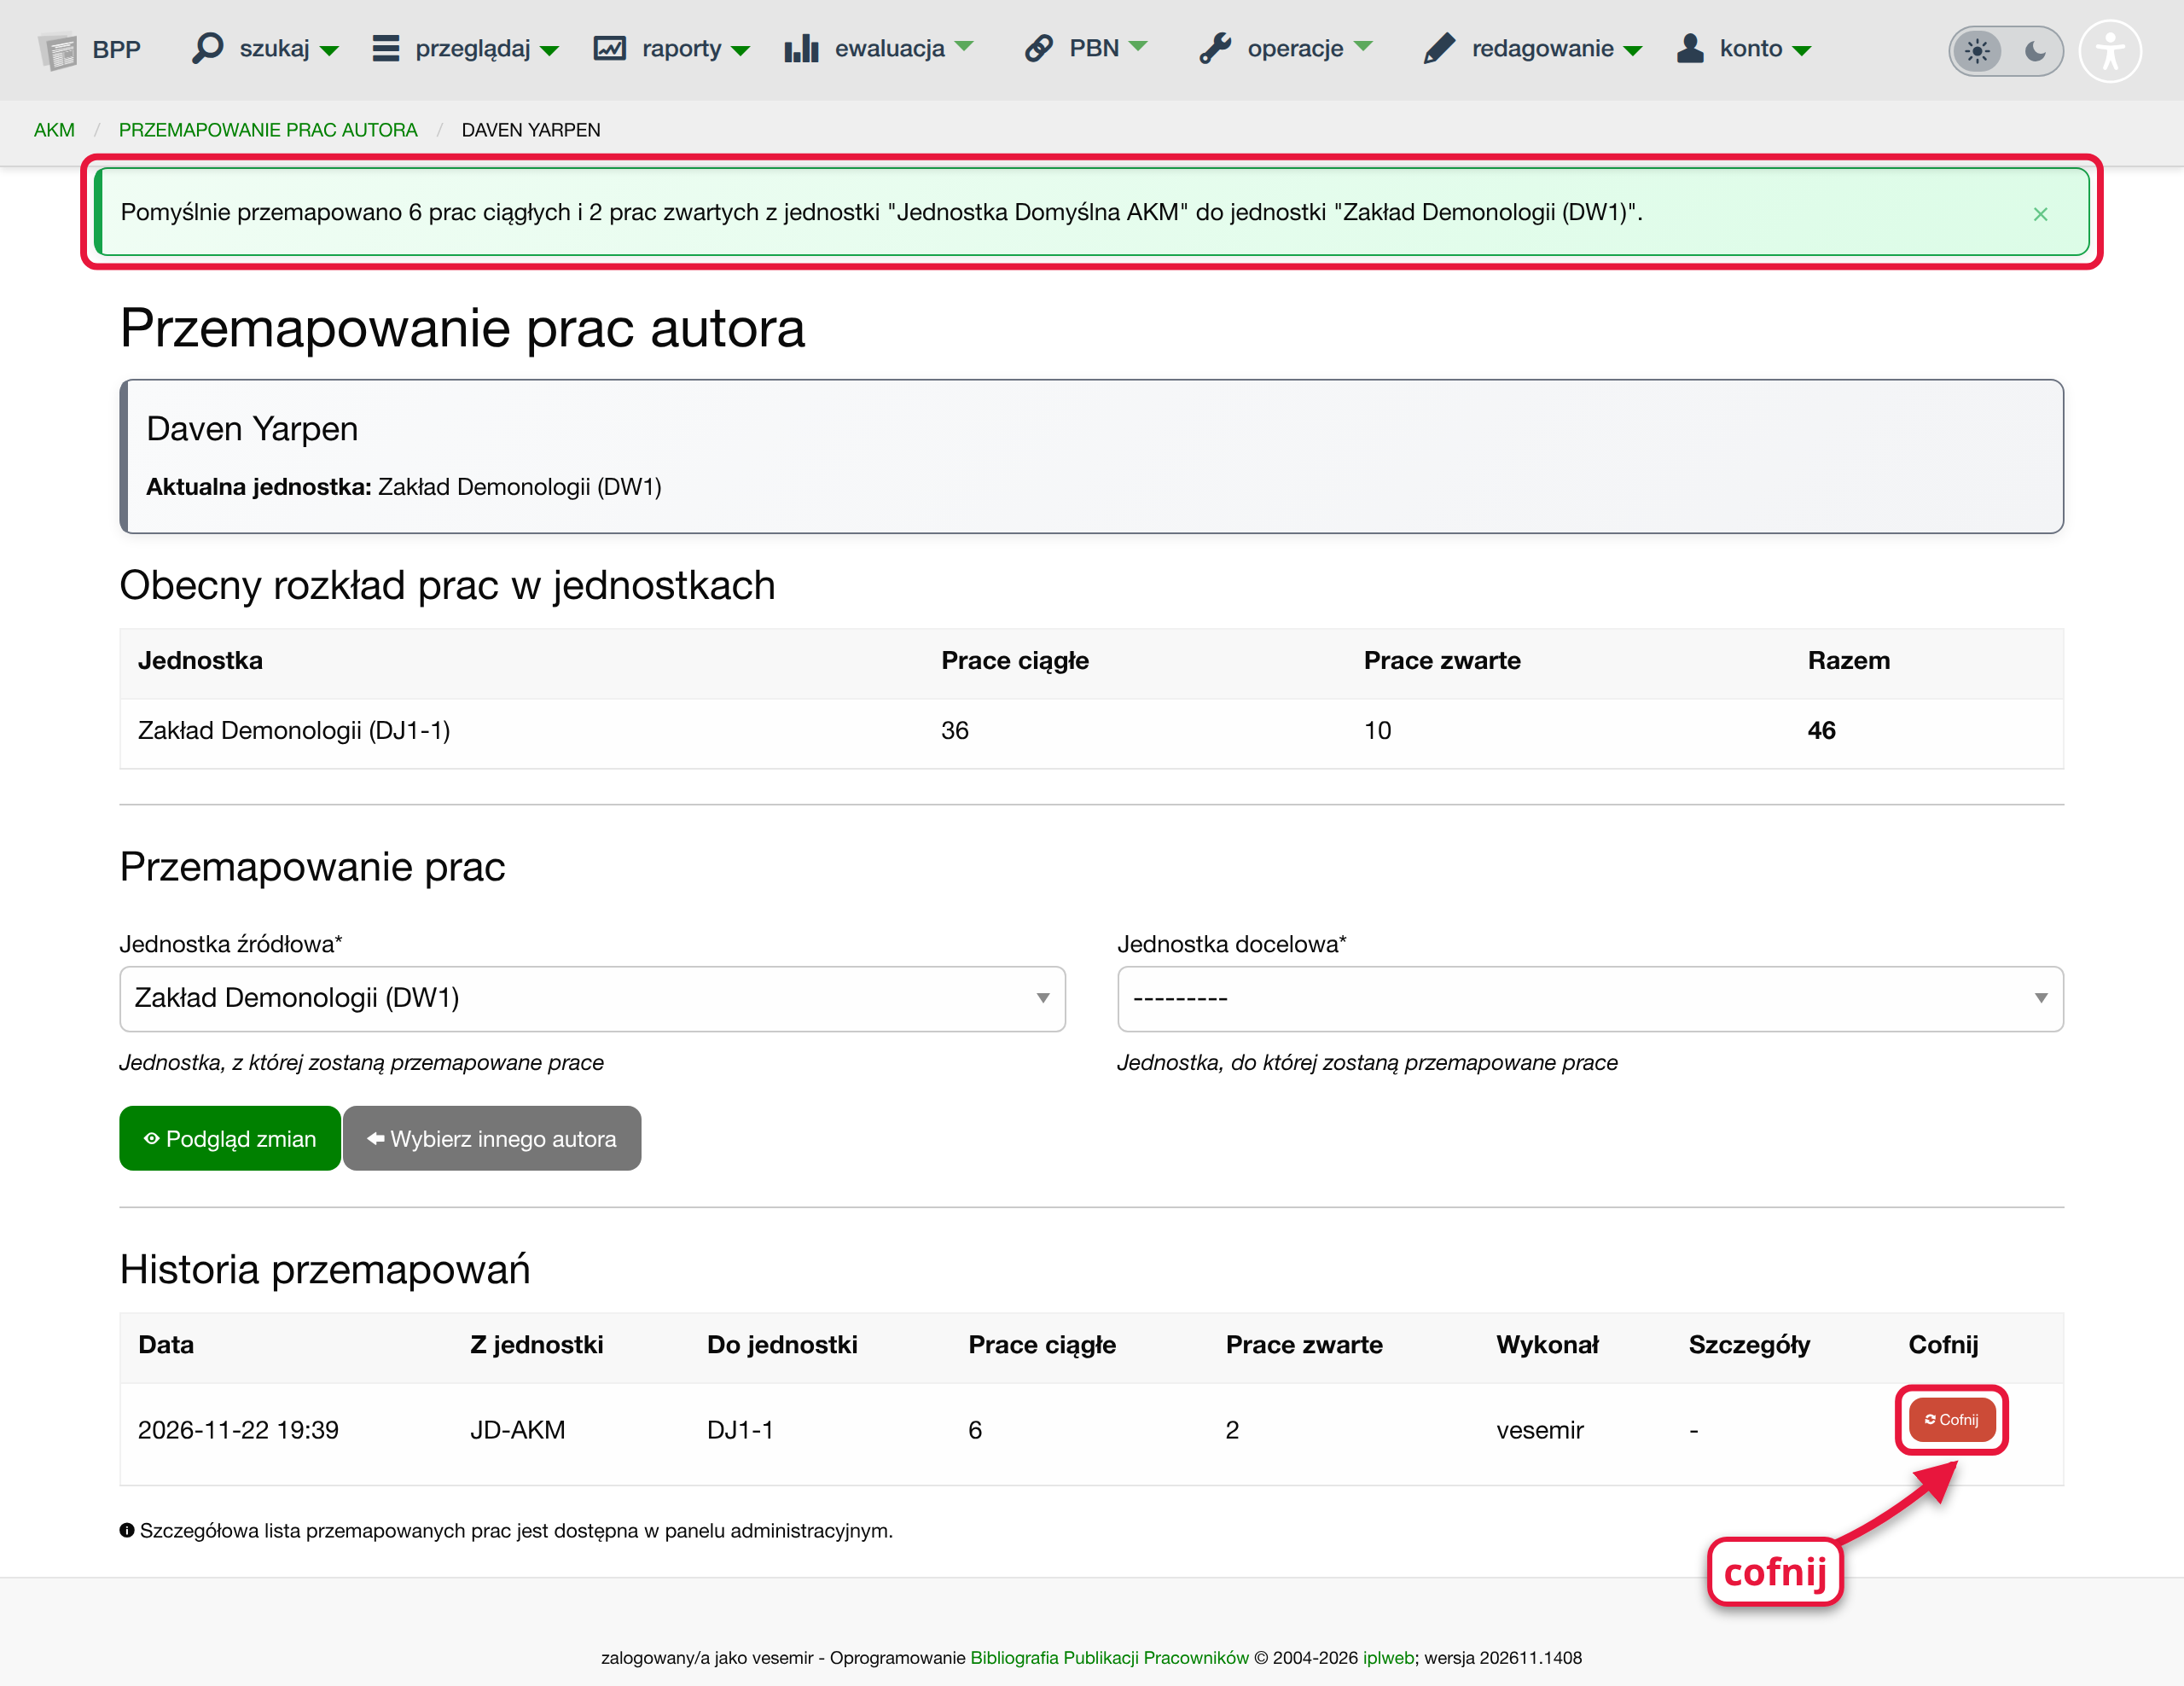 BPP szukaj przeglądaj raporty ewaluacja PBN operacje redagowanie konto
AKM / PRZEMAPOWANIE PRAC AUTORA / DAVEN YARPEN
Pomyślnie przemapowano 6 prac ciągłych i 2 prac zwartych z jednostki "Jednostka Domyślna AKM" do jednostki "Zakład Demonologii (DW1)". ×
Przemapowanie prac autora
Daven Yarpen
Aktualna jednostka: Zakład Demonologii (DW1)
Obecny rozkład prac w jednostkach
Jednostka Prace ciągłe Prace zwarte Razem
Zakład Demonologii (DJ1-1) 36 10 46
Przemapowanie prac
Jednostka źródłowa* Jednostka docelowa*
Zakład Demonologii (DW1) ---------
Jednostka, z której zostaną przemapowane prace Jednostka, do której zostaną przemapowane prace
Podgląd zmian Wybierz innego autora
Historia przemapowań
Data Z jednostki Do jednostki Prace ciągłe Prace zwarte Wykonał Szczegóły Cofnij
2026-11-22 19:39 JD-AKM DJ1-1 6 2 vesemir - Cofnij
Szczegółowa lista przemapowanych prac jest dostępna w panelu administracyjnym.
cofnij
zalogowany/a jako vesemir - Oprogramowanie Bibliografia Publikacji Pracowników © 2004-2026 iplweb; wersja 202611.1408